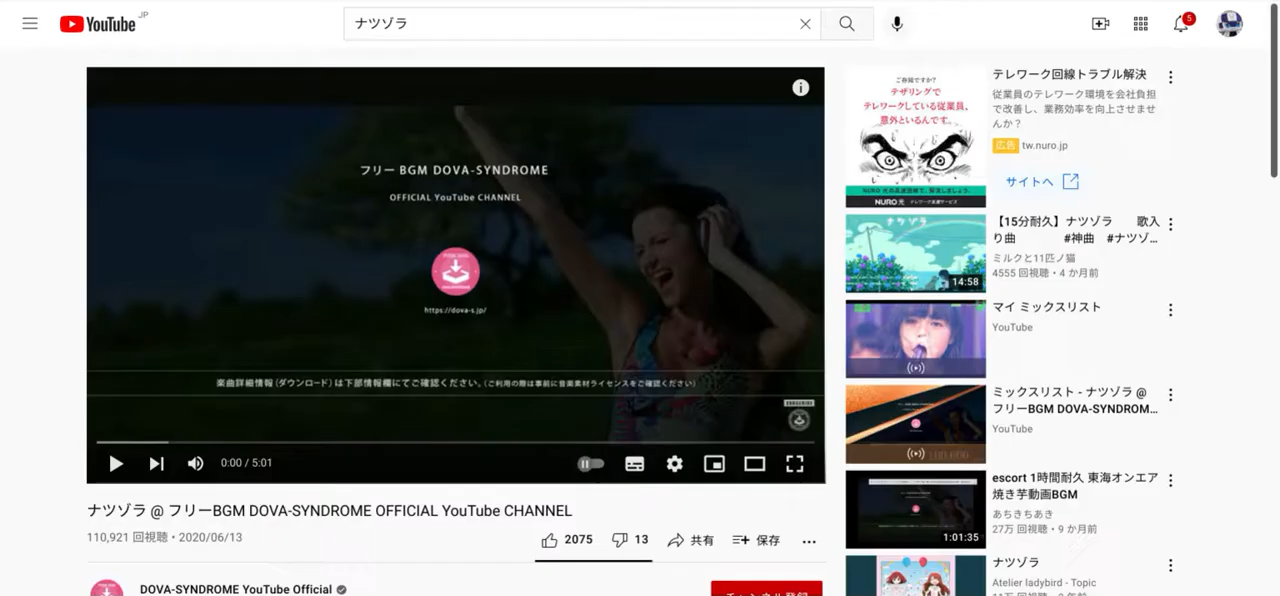 YouTube JP
ナツゾラ
5
フリー BGM DOVA-SYNDROME
OFFICIAL YouTube CHANNEL
https://dova-s.jp/
楽曲詳細情報(ダウンロード)は下部情報欄にてご確認ください。(ご利用の際は事前に音楽素材ライセンスをご確認ください)
0:00 / 5:01
ナツゾラ @ フリーBGM DOVA-SYNDROME OFFICIAL YouTube CHANNEL
110,921 回視聴・2020/06/13
2075
13
共有
保存
DOVA-SYNDROME YouTube Official
チャンネル登録
ご存知ですか?
テザリングで
テレワークしている従業員、
意外といるんです。
NURO 光
テレワーク回線トラブル解決
従業員のテレワーク環境を会社負担
で改善し、業務効率を向上させませ
んか？
広告 tw.nuro.jp
サイトへ
ナツゾラ
14:58
【15分耐久】ナツゾラ 歌入
り曲 #神曲 #ナツゾ...
ミルクと11匹ノ猫
4555 回視聴・4 か月前
マイ ミックスリスト
YouTube
ミックスリスト - ナツゾラ @
フリーBGM DOVA-SYNDROM...
YouTube
1:01:35
escort 1時間耐久 東海オンエア
焼き芋動画BGM
あちきちあき
27万 回視聴・9 か月前
ナツゾラ
Atelier ladybird - Topic